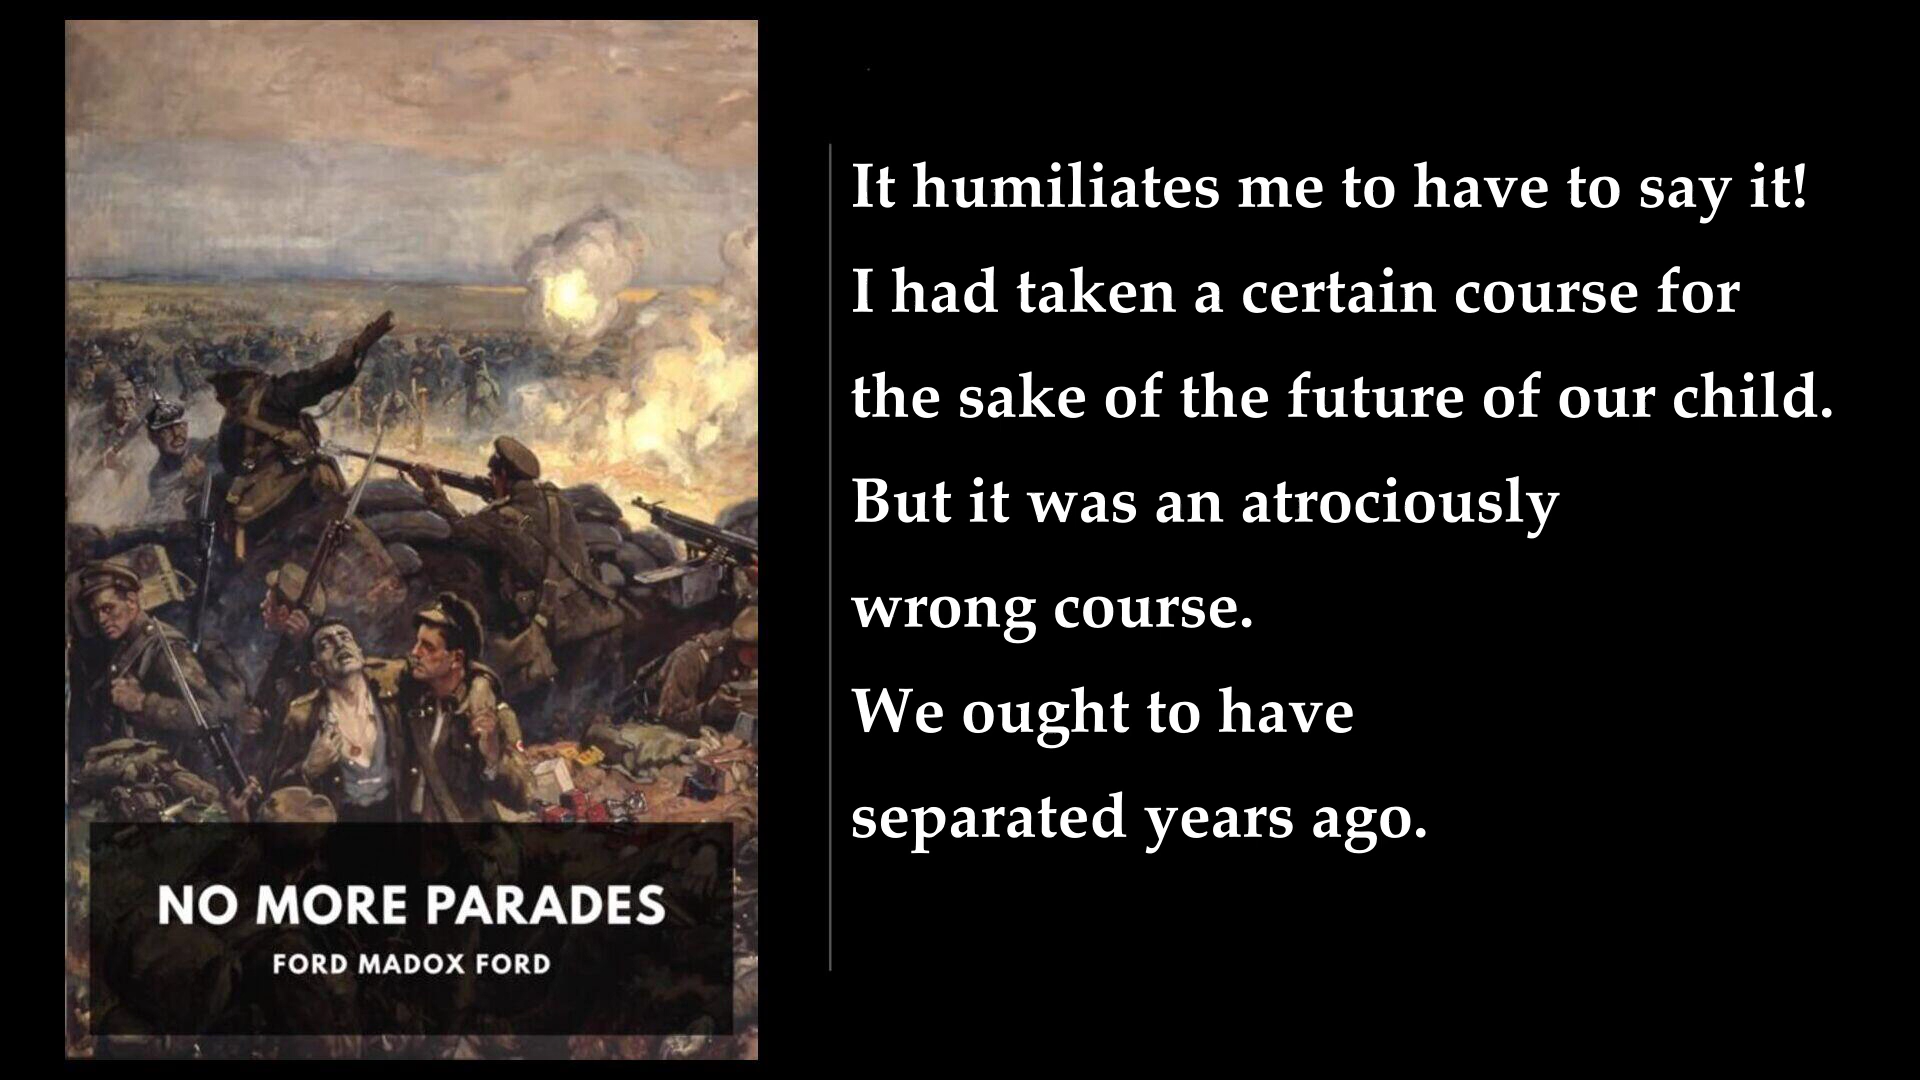 NO MORE PARADES
FORD MADOX FORD
It humiliates me to have to say it!
I had taken a certain course for
the sake of the future of our child.
But it was an atrociously
wrong course.
We ought to have
separated years ago.